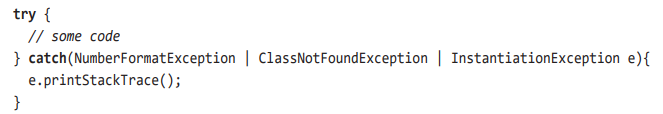 try {
  // some code
} catch(NumberFormatException | ClassNotFoundException | InstantiationException e){
  e.printStackTrace();
}